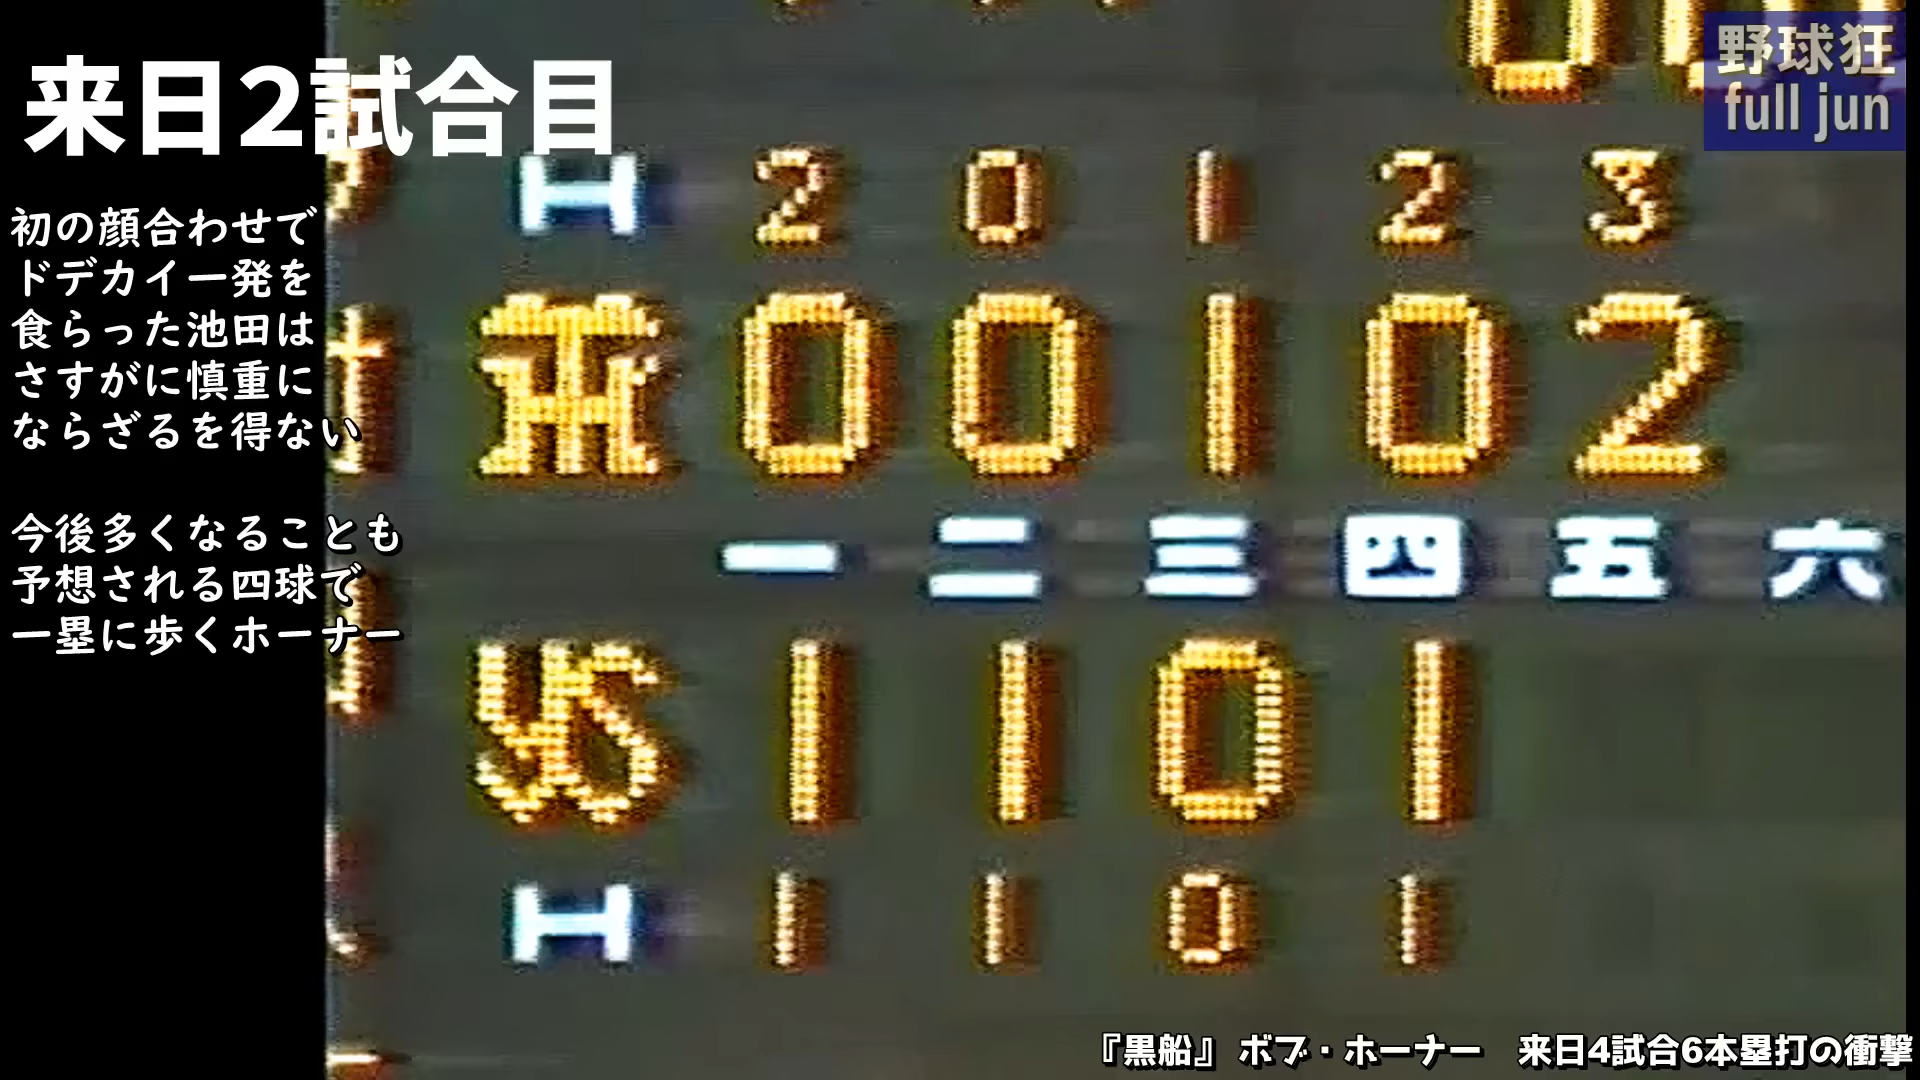 来日2試合目
野球狂
full jun
初の顔合わせで
ドデカイ一発を
食らった池田は
さすがに慎重に
ならざるを得ない
今後多くなることも
予想される四球で
一塁に歩くホーナー
H 2 0 1 2 3
0 0 1 0 2
一 二 三 四 五 六
YS 1 1 0 1
H 1 1 0 1
『黒船』 ボブ・ホーナー 来日4試合6本塁打の衝撃